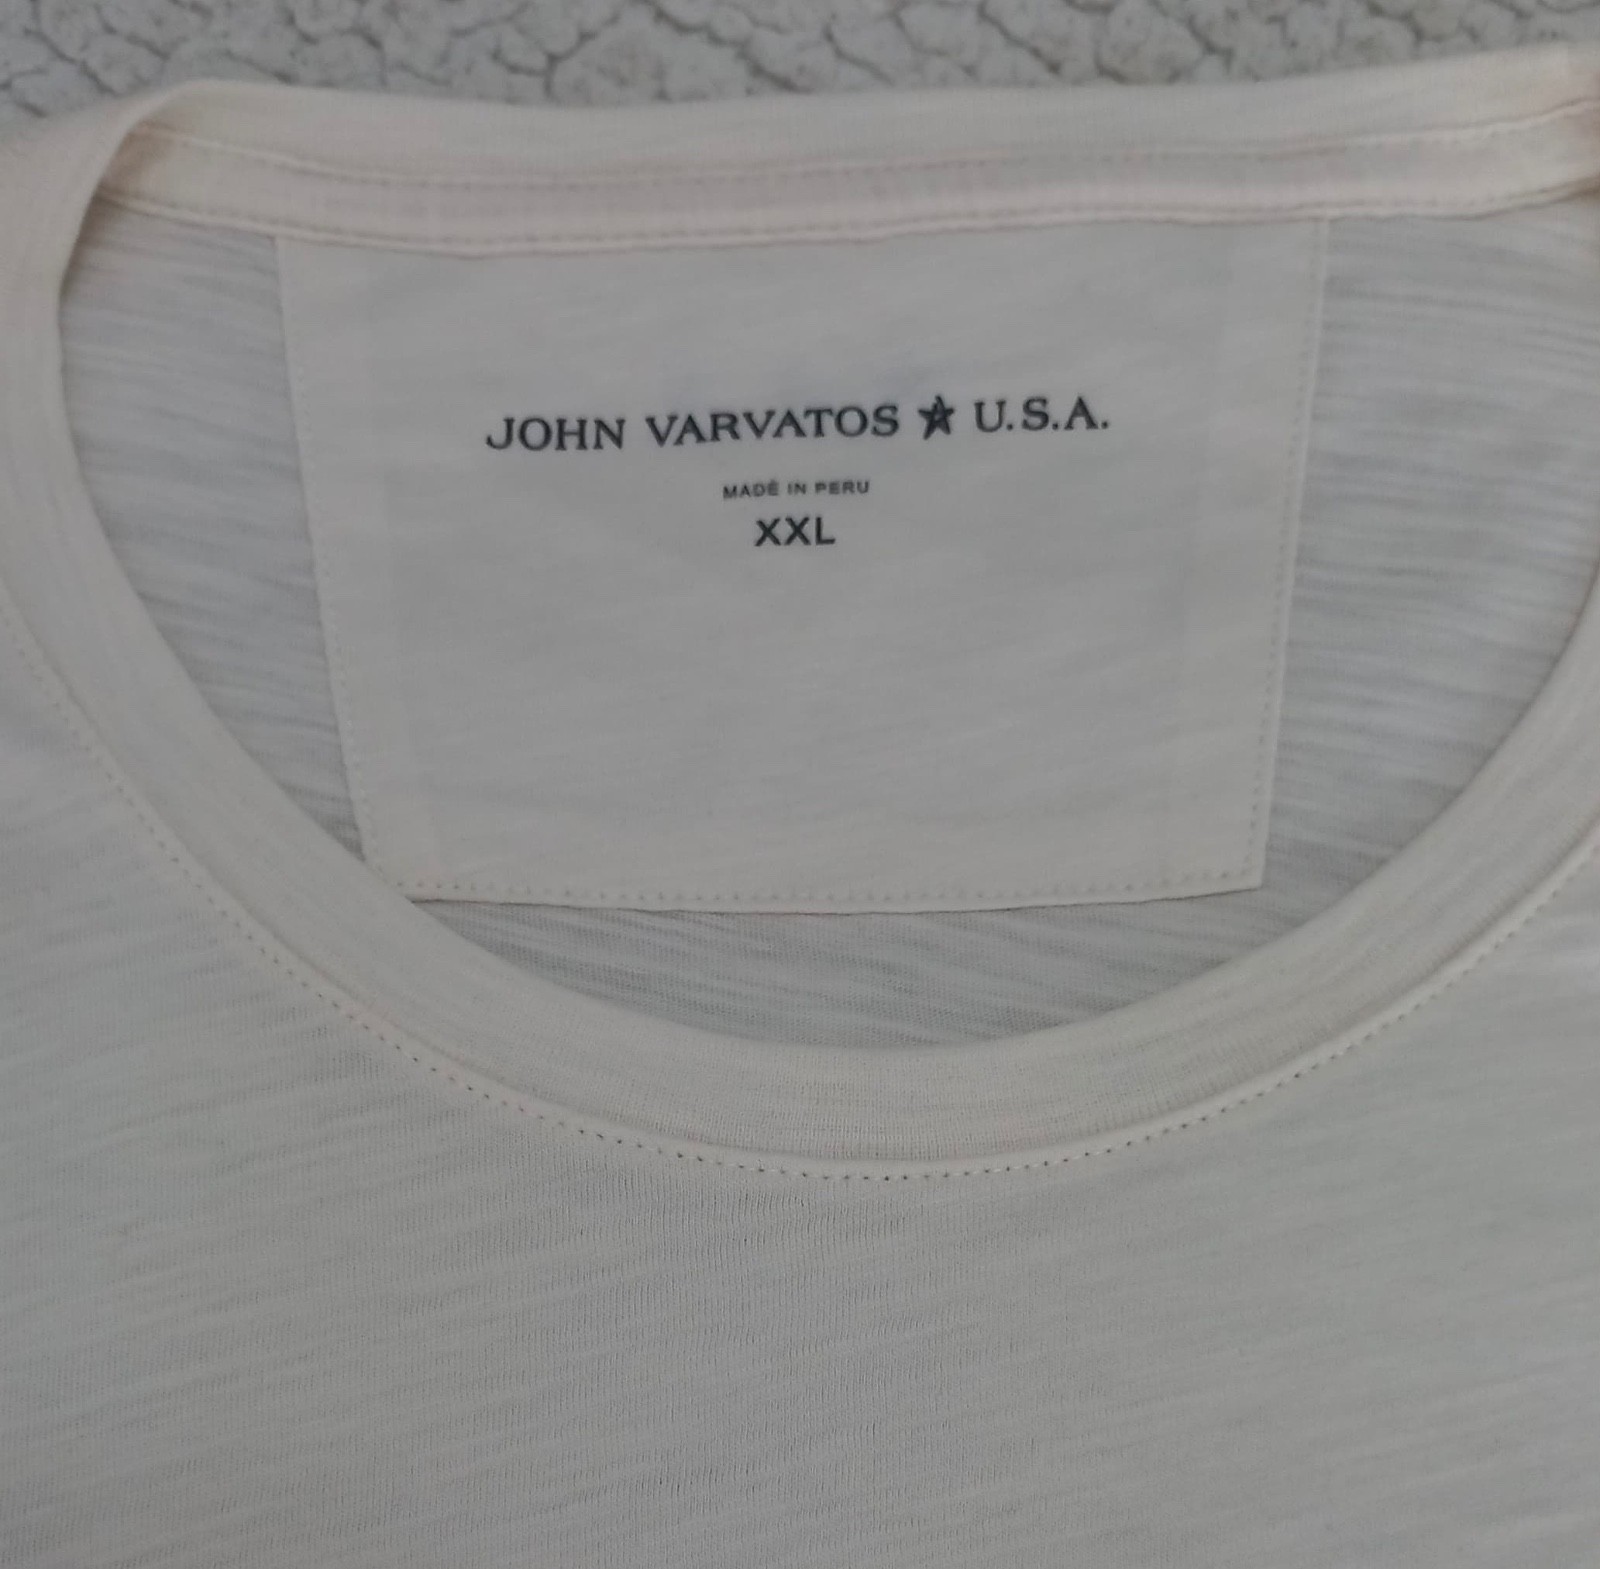 JOHN VARVATOS ★ U.S.A.
MADE IN PERU
XXL